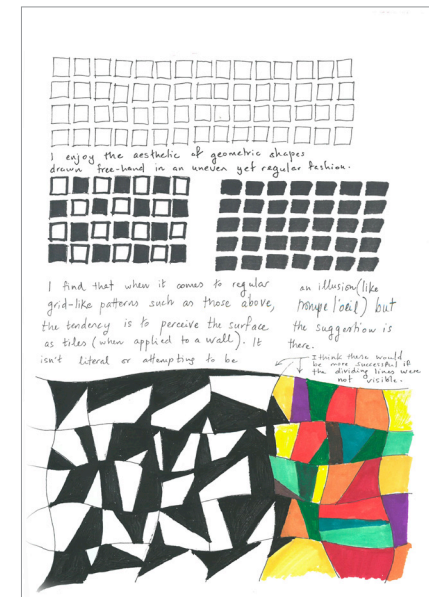 I enjoy the aesthetic of geometric shapes
drawn free-hand in an uneven yet regular fashion.
I find that when it comes to regular
grid-like patterns such as those above,
the tendency is to perceive the surface
as tiles (when applied to a wall). It
isn't literal or attempting to be
an illusion (like
trompe l'oeil) but
the suggestion is
there.
I think these would
be more successful if
the dividing lines were
not visible.